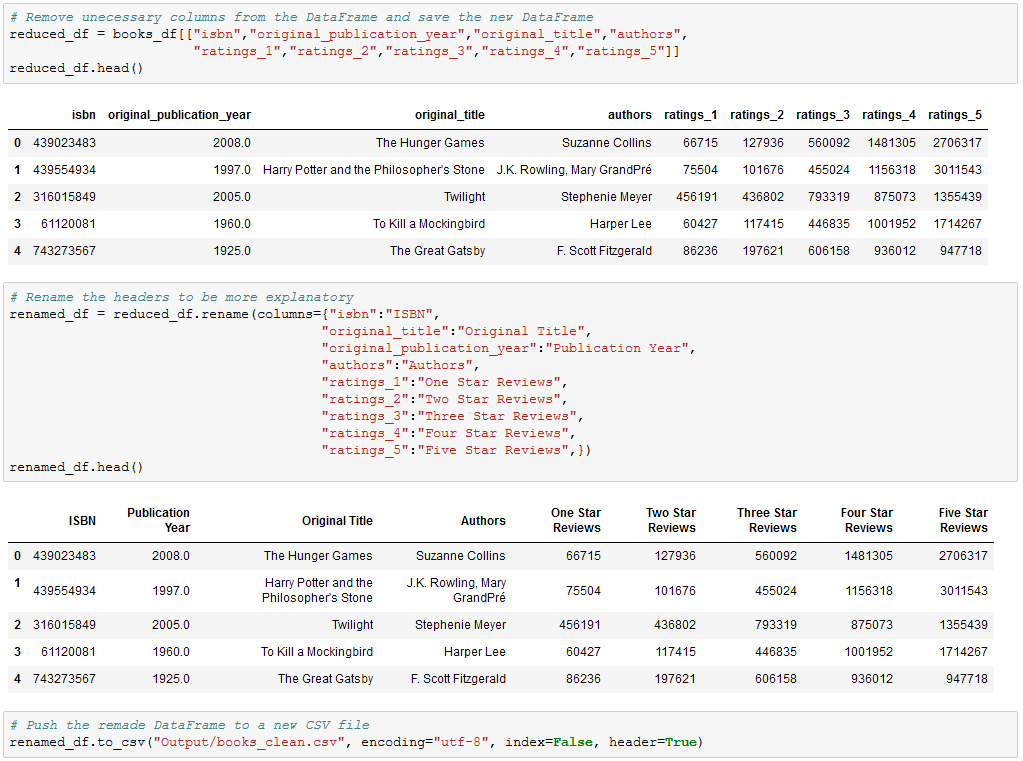 # Remove unecessary columns from the DataFrame and save the new DataFrame
reduced_df = books_df[["isbn","original_publication_year","original_title","authors",
"ratings_1","ratings_2","ratings_3","ratings_4","ratings_5"]]
reduced_df.head()
isbn original_publication_year original_title authors ratings_1 ratings_2 ratings_3 ratings_4 ratings_5
0 439023483 2008.0 The Hunger Games Suzanne Collins 66715 127936 560092 1481305 2706317
1 439554934 1997.0 Harry Potter and the Philosopher's Stone J.K. Rowling, Mary GrandPré 75504 101676 455024 1156318 3011543
2 316015849 2005.0 Twilight Stephenie Meyer 456191 436802 793319 875073 1355439
3 61120081 1960.0 To Kill a Mockingbird Harper Lee 60427 117415 446835 1001952 1714267
4 743273567 1925.0 The Great Gatsby F. Scott Fitzgerald 86236 197621 606158 936012 947718
# Rename the headers to be more explanatory
renamed_df = reduced_df.rename(columns={"isbn":"ISBN",
"original_title":"Original Title",
"original_publication_year":"Publication Year",
"authors":"Authors",
"ratings_1":"One Star Reviews",
"ratings_2":"Two Star Reviews",
"ratings_3":"Three Star Reviews",
"ratings_4":"Four Star Reviews",
"ratings_5":"Five Star Reviews",})
renamed_df.head()
ISBN Publication Year Original Title Authors One Star Reviews Two Star Reviews Three Star Reviews Four Star Reviews Five Star Reviews
0 439023483 2008.0 The Hunger Games Suzanne Collins 66715 127936 560092 1481305 2706317
1 439554934 1997.0 Harry Potter and the Philosopher's Stone J.K. Rowling, Mary GrandPré 75504 101676 455024 1156318 3011543
2 316015849 2005.0 Twilight Stephenie Meyer 456191 436802 793319 875073 1355439
3 61120081 1960.0 To Kill a Mockingbird Harper Lee 60427 117415 446835 1001952 1714267
4 743273567 1925.0 The Great Gatsby F. Scott Fitzgerald 86236 197621 606158 936012 947718
# Push the remade DataFrame to a new CSV file
renamed_df.to_csv("Output/books_clean.csv", encoding="utf-8", index=False, header=True)